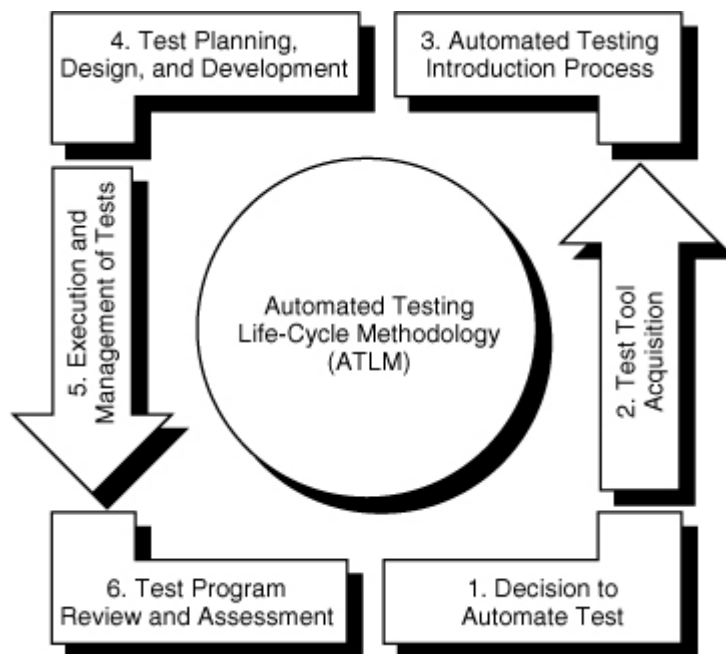 4. Test Planning,
Design, and Development
3. Automated Testing
Introduction Process
5. Execution and
Management of Tests
Automated Testing
Life-Cycle Methodology
(ATLM)
2. Test Tool
Acquisition
6. Test Program
Review and Assessment
1. Decision to
Automate Test